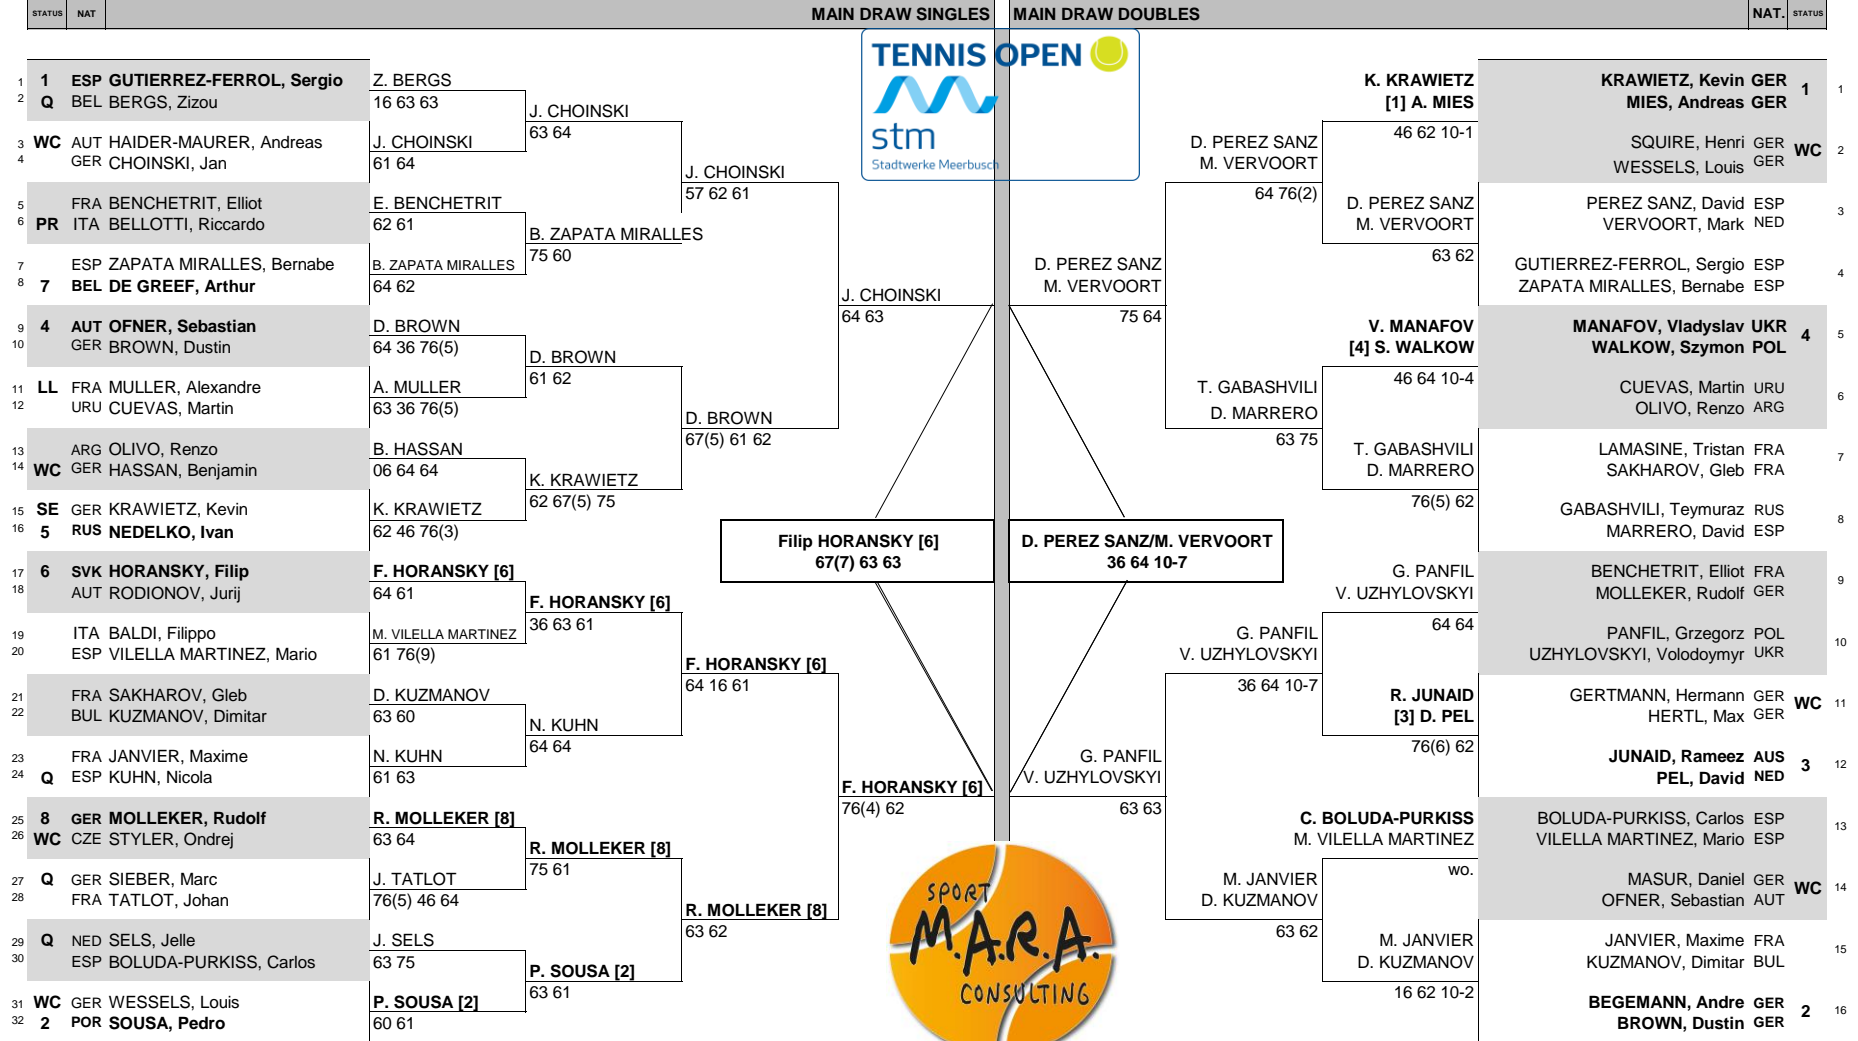 STATUS NAT MAIN DRAW SINGLES MAIN DRAW DOUBLES NAT. STATUS
TENNIS OPEN
stm
Stadtwerke Meerbusch
1 1 ESP GUTIERREZ-FERROL, Sergio
2 Q BEL BERGS, Zizou
3 WC AUT HAIDER-MAURER, Andreas
4 GER CHOINSKI, Jan
5 FRA BENCHETRIT, Elliot
6 PR ITA BELLOTTI, Riccardo
7 ESP ZAPATA MIRALLES, Bernabe
8 7 BEL DE GREEF, Arthur
9 4 AUT OFNER, Sebastian
10 GER BROWN, Dustin
11 LL FRA MULLER, Alexandre
12 URU CUEVAS, Martin
13 ARG OLIVO, Renzo
14 WC GER HASSAN, Benjamin
15 SE GER KRAWIETZ, Kevin
16 5 RUS NEDELKO, Ivan
17 6 SVK HORANSKY, Filip
18 AUT RODIONOV, Jurij
19 ITA BALDI, Filippo
20 ESP VILELLA MARTINEZ, Mario
21 FRA SAKHAROV, Gleb
22 BUL KUZMANOV, Dimitar
23 FRA JANVIER, Maxime
24 Q ESP KUHN, Nicola
25 8 GER MOLLEKER, Rudolf
26 WC CZE STYLER, Ondrej
27 Q GER SIEBER, Marc
28 FRA TATLOT, Johan
29 Q NED SELS, Jelle
30 ESP BOLUDA-PURKISS, Carlos
31 WC GER WESSELS, Louis
32 2 POR SOUSA, Pedro
Z. BERGS
16 63 63
J. CHOINSKI
61 64
E. BENCHETRIT
62 61
B. ZAPATA MIRALLES
64 62
D. BROWN
64 36 76(5)
A. MULLER
63 36 76(5)
B. HASSAN
06 64 64
K. KRAWIETZ
62 46 76(3)
F. HORANSKY [6]
64 61
M. VILELLA MARTINEZ
61 76(9)
D. KUZMANOV
63 60
N. KUHN
61 63
R. MOLLEKER [8]
63 64
J. TATLOT
76(5) 46 64
J. SELS
63 75
P. SOUSA [2]
60 61
J. CHOINSKI
63 64
B. ZAPATA MIRALLES
75 60
D. BROWN
61 62
K. KRAWIETZ
62 67(5) 75
F. HORANSKY [6]
36 63 61
N. KUHN
64 64
R. MOLLEKER [8]
75 61
P. SOUSA [2]
63 61
J. CHOINSKI
57 62 61
D. BROWN
67(5) 61 62
F. HORANSKY [6]
64 16 61
R. MOLLEKER [8]
63 62
J. CHOINSKI
64 63
F. HORANSKY [6]
76(4) 62
Filip HORANSKY [6]
67(7) 63 63
D. PEREZ SANZ/M. VERVOORT
36 64 10-7
D. PEREZ SANZ
M. VERVOORT
75 64
G. PANFIL
V. UZHYLOVSKYI
63 63
D. PEREZ SANZ
M. VERVOORT
64 76(2)
T. GABASHVILI
D. MARRERO
63 75
G. PANFIL
V. UZHYLOVSKYI
36 64 10-7
M. JANVIER
D. KUZMANOV
63 62
K. KRAWIETZ
[1] A. MIES
46 62 10-1
D. PEREZ SANZ
M. VERVOORT
63 62
V. MANAFOV
[4] S. WALKOW
46 64 10-4
T. GABASHVILI
D. MARRERO
76(5) 62
G. PANFIL
V. UZHYLOVSKYI
64 64
R. JUNAID
[3] D. PEL
76(6) 62
C. BOLUDA-PURKISS
M. VILELLA MARTINEZ
wo.
M. JANVIER
D. KUZMANOV
16 62 10-2
KRAWIETZ, Kevin GER
MIES, Andreas GER
1 1
SQUIRE, Henri GER
WESSELS, Louis GER
WC 2
PEREZ SANZ, David ESP
VERVOORT, Mark NED
3
GUTIERREZ-FERROL, Sergio ESP
ZAPATA MIRALLES, Bernabe ESP
4
MANAFOV, Vladyslav UKR
WALKOW, Szymon POL
4 5
CUEVAS, Martin URU
OLIVO, Renzo ARG
6
LAMASINE, Tristan FRA
SAKHAROV, Gleb FRA
7
GABASHVILI, Teymuraz RUS
MARRERO, David ESP
8
BENCHETRIT, Elliot FRA
MOLLEKER, Rudolf GER
9
PANFIL, Grzegorz POL
UZHYLOVSKYI, Volodoymyr UKR
10
GERTMANN, Hermann GER
HERTL, Max GER
WC 11
JUNAID, Rameez AUS
PEL, David NED
3 12
BOLUDA-PURKISS, Carlos ESP
VILELLA MARTINEZ, Mario ESP
13
MASUR, Daniel GER
OFNER, Sebastian AUT
WC 14
JANVIER, Maxime FRA
KUZMANOV, Dimitar BUL
15
BEGEMANN, Andre GER
BROWN, Dustin GER
2 16
SPORT
M.A.R.A.
CONSULTING